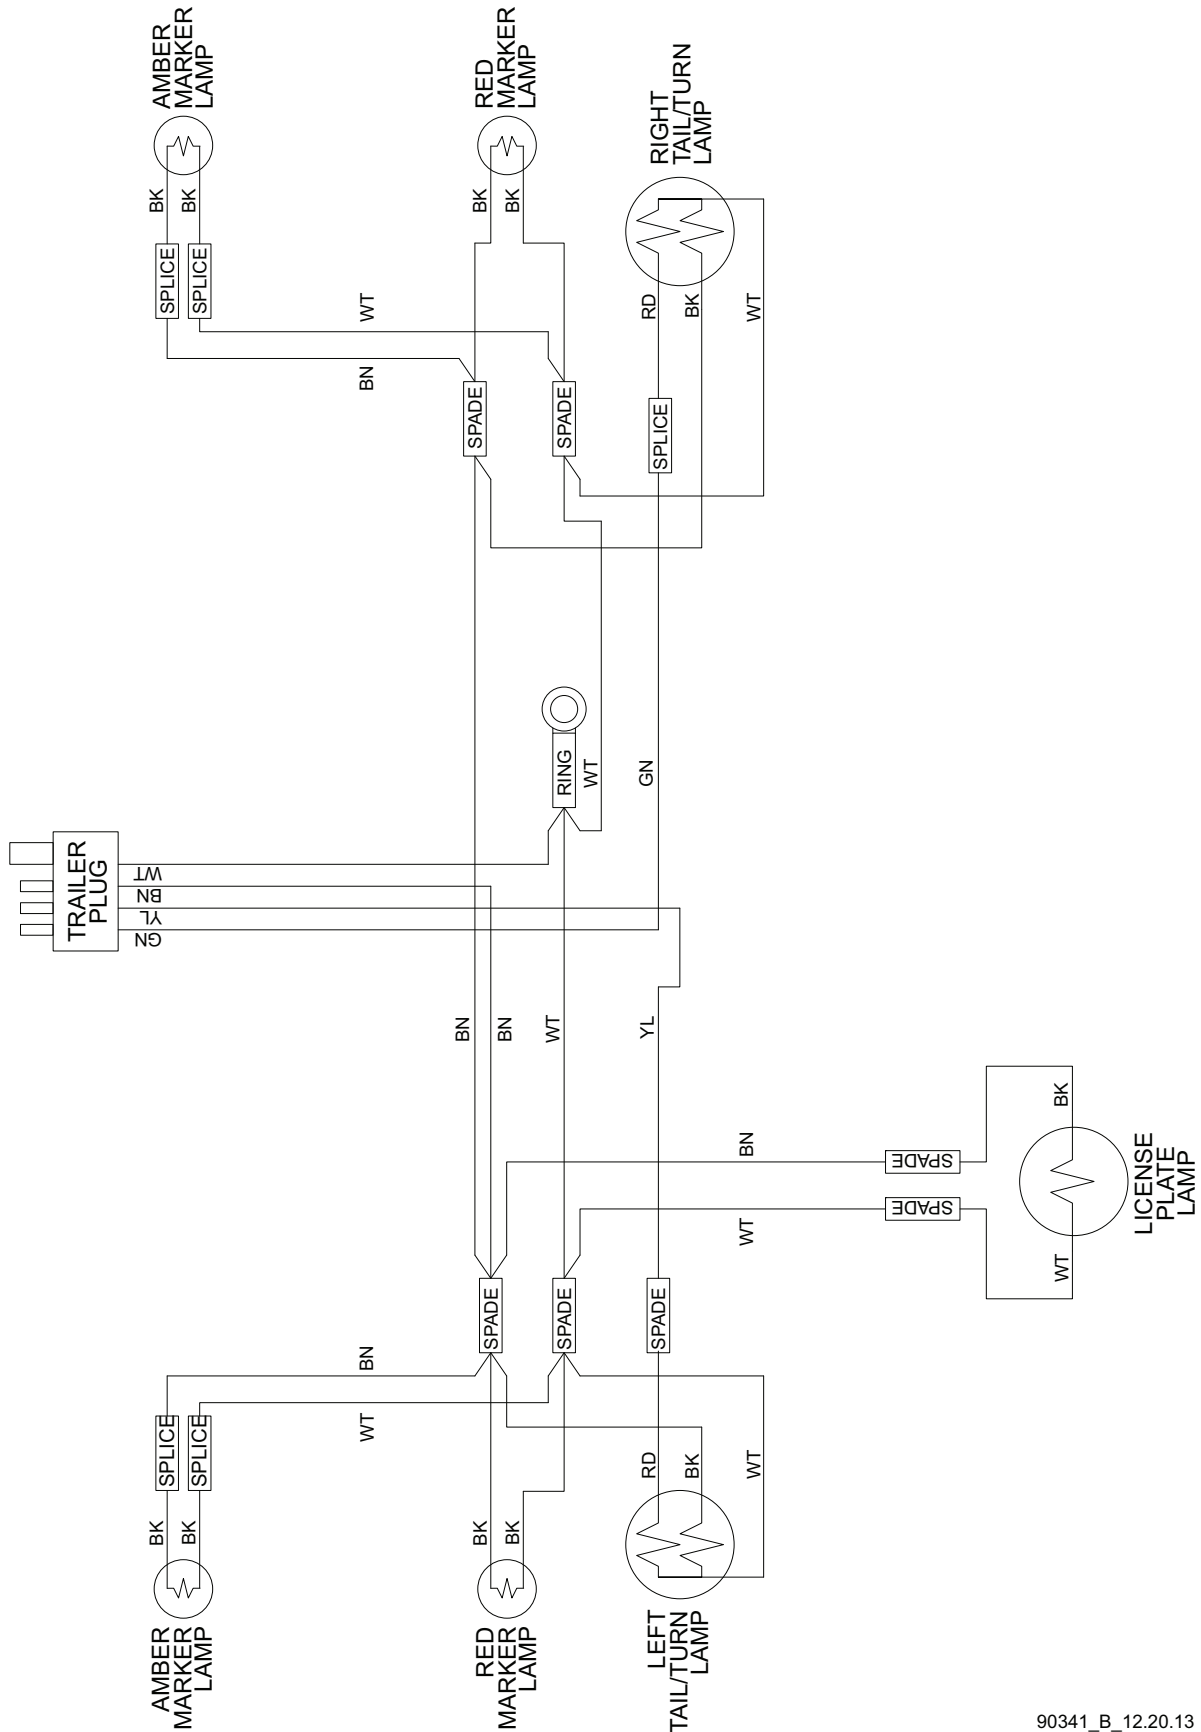 AMBER
MARKER
LAMP
BK
BK
SPLICE
SPLICE
WT
BN
RED
MARKER
LAMP
BK
BK
SPADE
SPADE
RIGHT
TAIL/TURN
LAMP
RD
BK
WT
SPLICE
TRAILER
PLUG
WT
BN
YL
GN
RING
WT
GN
BN
BN
WT
YL
BN
WT
SPADE
SPADE
BK
WT
LICENSE
PLATE
LAMP
SPADE
SPADE
SPADE
BN
WT
SPLICE
SPLICE
BK
BK
AMBER
MARKER
LAMP
BK
BK
RED
MARKER
LAMP
RD
BK
WT
LEFT
TAIL/TURN
LAMP
90341_B_12.20.13